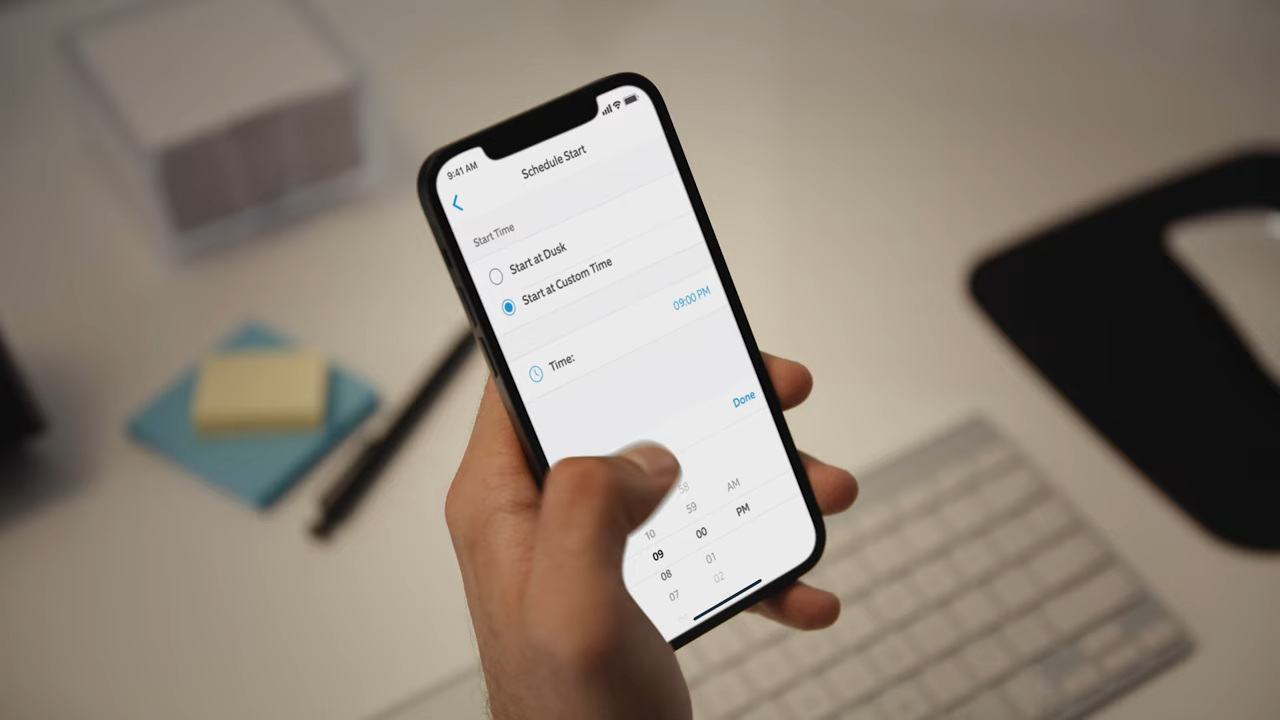 9:41 AM
Schedule Start
Start Time
Start at Dusk
Start at Custom Time
Time: 09:00 PM
Done
58
10 59 AM
09 00 PM
08 01
07 02